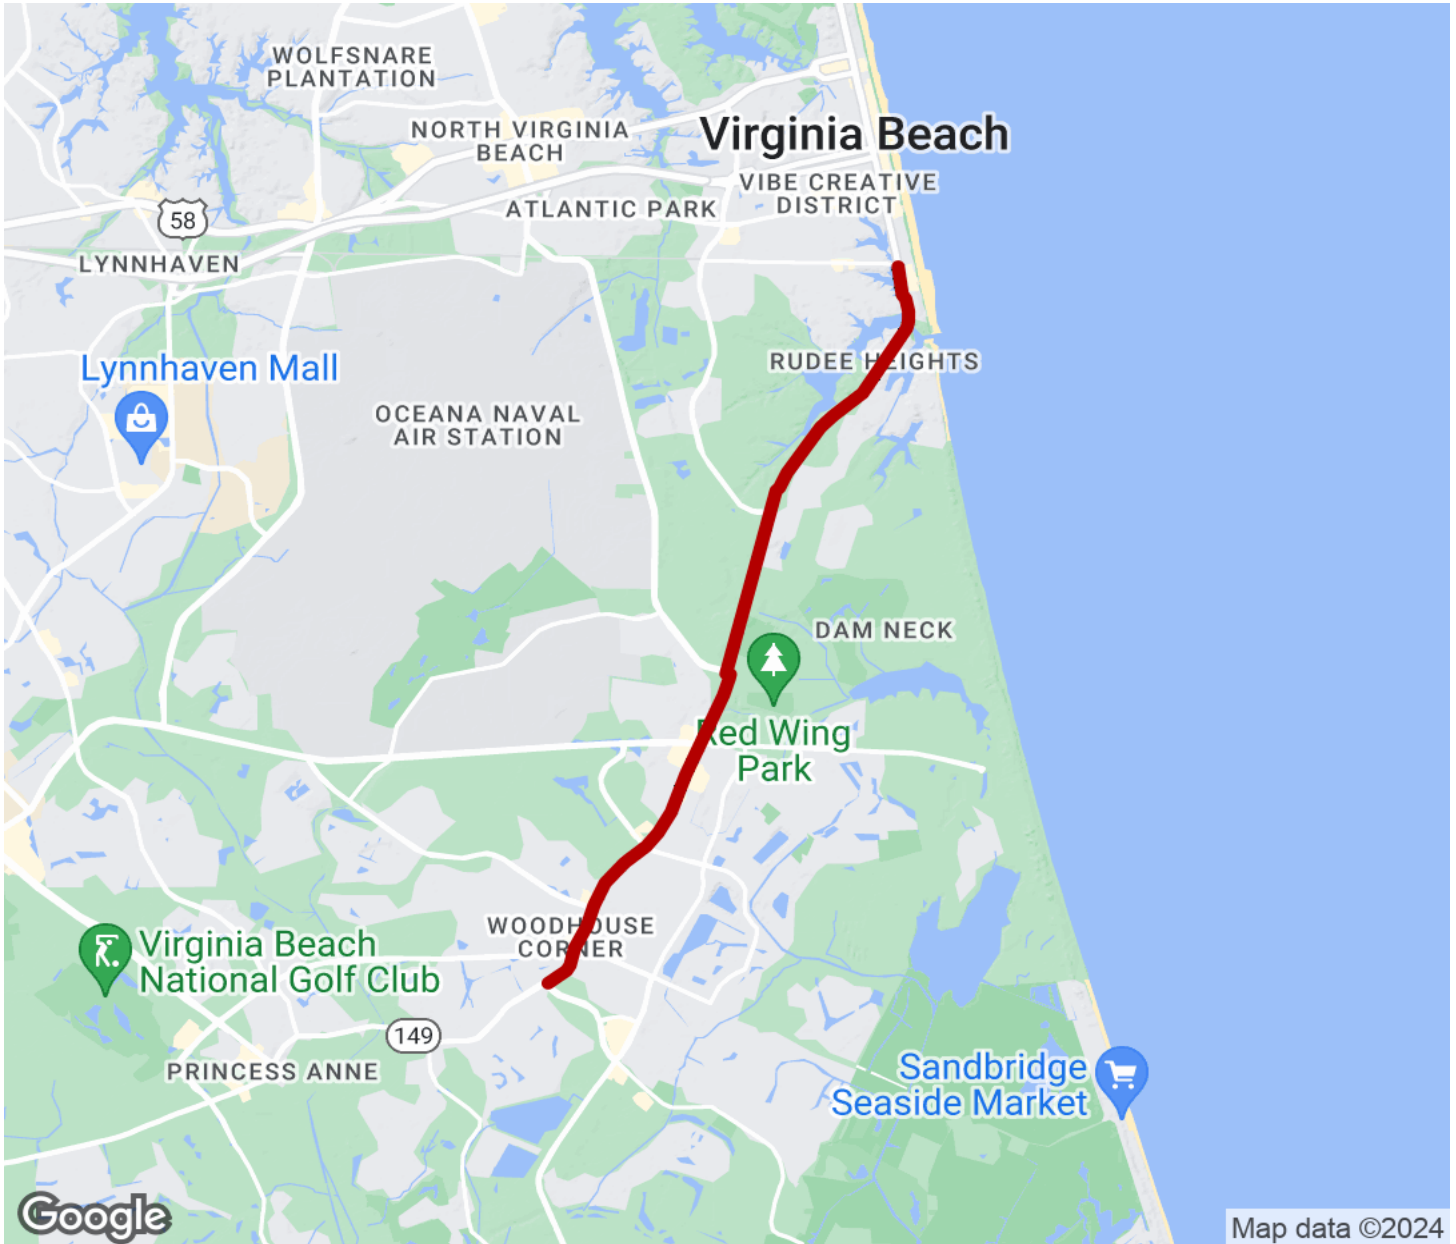 WOLFSNARE
PLANTATION
NORTH VIRGINIA
BEACH
Virginia Beach
VIBE CREATIVE
DISTRICT
ATLANTIC PARK
58
LYNNHAVEN
Lynnhaven Mall
RUDEE HEIGHTS
OCEANA NAVAL
AIR STATION
DAM NECK
Red Wing
Park
WOODHOUSE
CORNER
Virginia Beach
National Golf Club
149
PRINCESS ANNE
Sandbridge
Seaside Market
Google
Map data ©2024